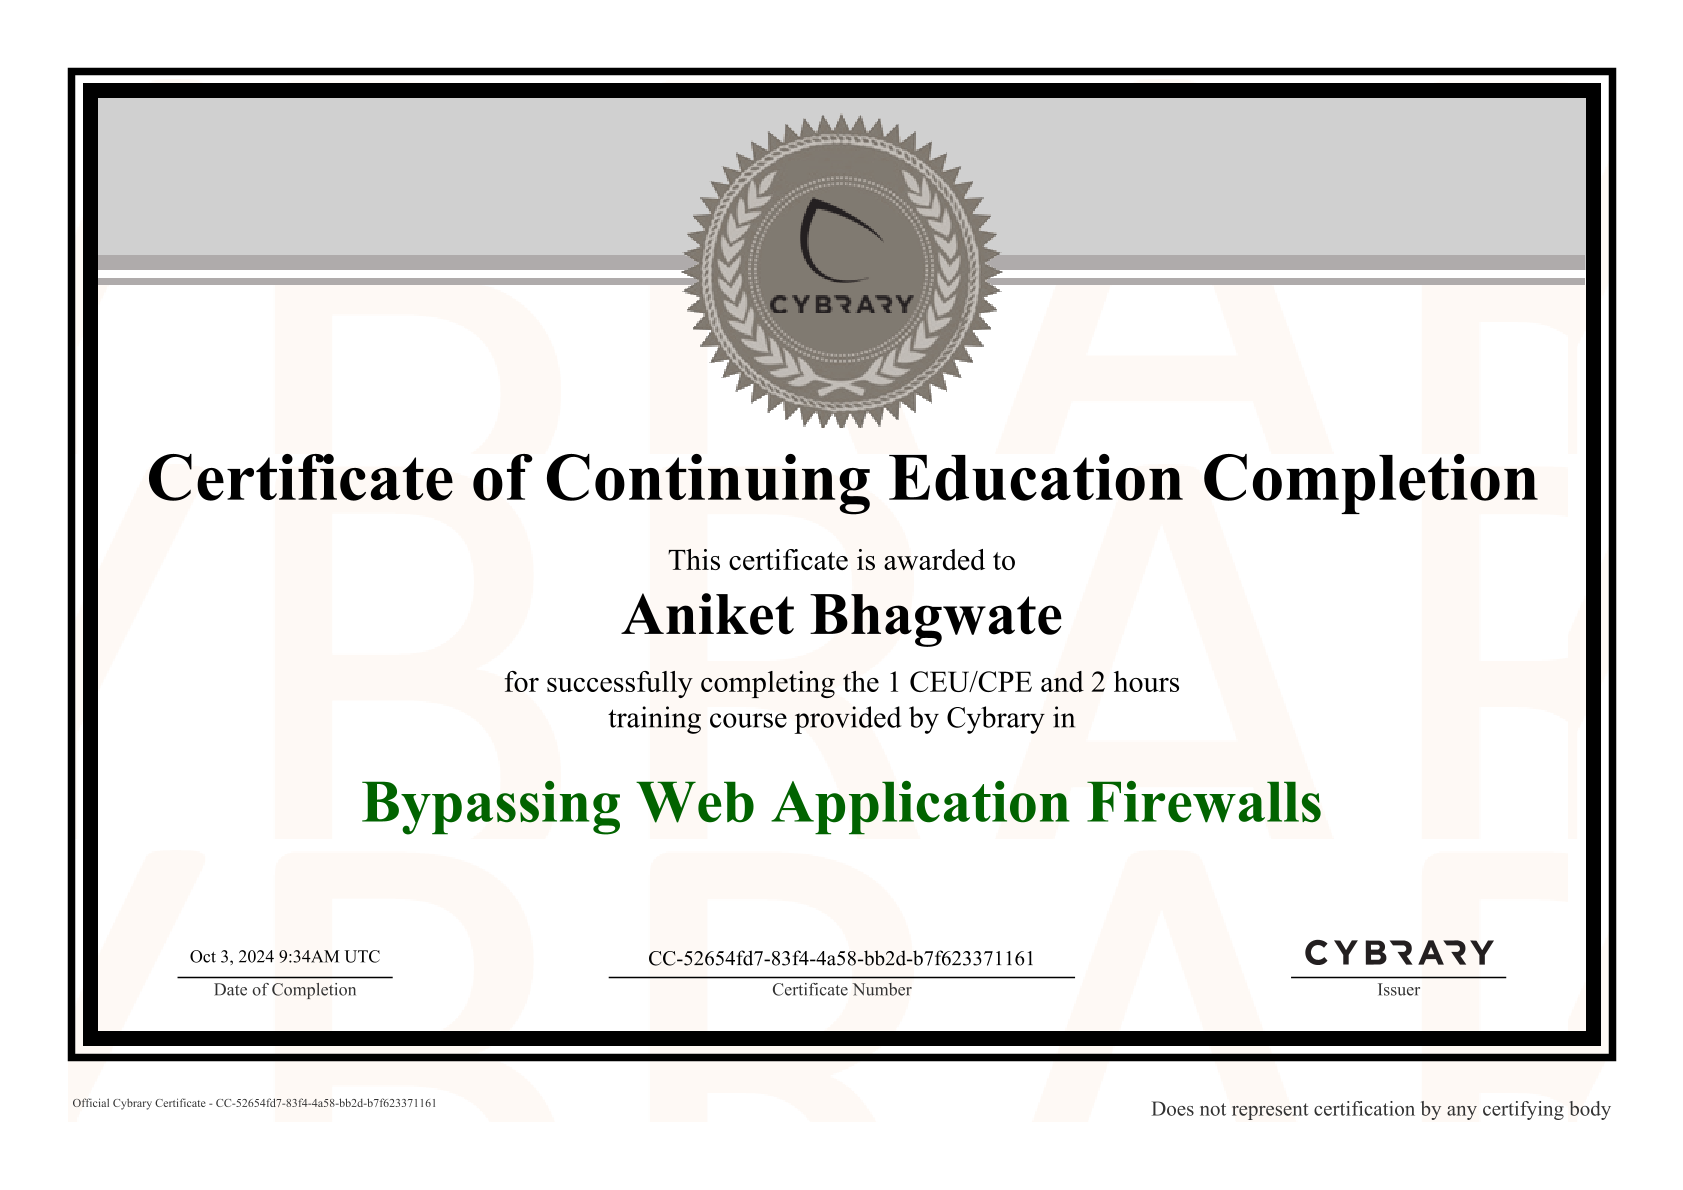 CYBRARY
Certificate of Continuing Education Completion
This certificate is awarded to
Aniket Bhagwate
for successfully completing the 1 CEU/CPE and 2 hours
training course provided by Cybrary in
Bypassing Web Application Firewalls
Oct 3, 2024 9:34AM UTC
Date of Completion
CC-52654fd7-83f4-4a58-bb2d-b7f623371161
Certificate Number
CYBRARY
Issuer
Official Cybrary Certificate - CC-52654fd7-83f4-4a58-bb2d-b7f623371161
Does not represent certification by any certifying body